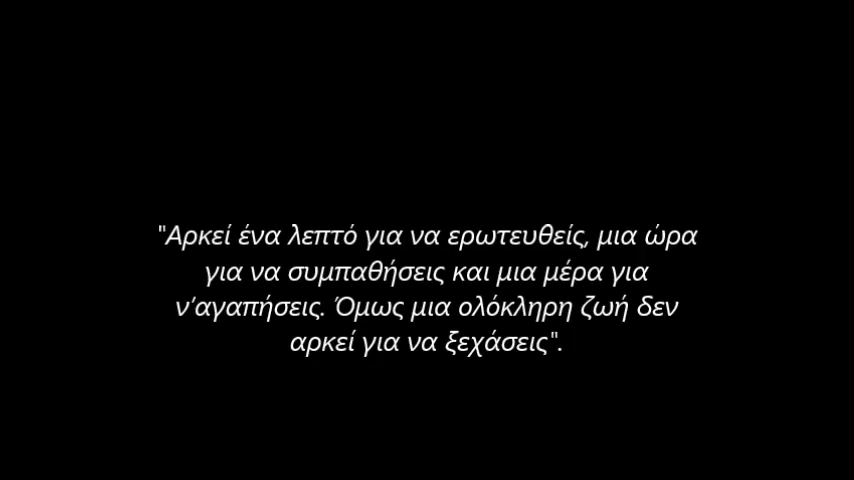 "Αρκεί ένα λεπτό για να ερωτευθείς, μια ώρα
για να συμπαθήσεις και μια μέρα για
ν’αγαπήσεις. Όμως μια ολόκληρη ζωή δεν
αρκεί για να ξεχάσεις".